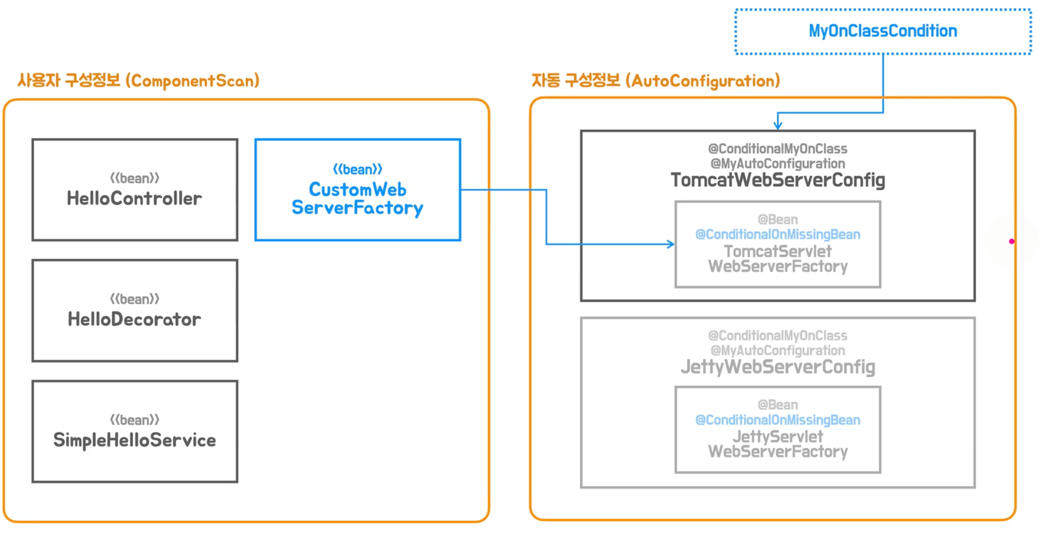 MyOnClassCondition
사용자 구성정보 (ComponentScan)
자동 구성정보 (AutoConfiguration)
<<bean>>
HelloController
<<bean>>
CustomWeb
ServerFactory
<<bean>>
HelloDecorator
<<bean>>
SimpleHelloService
@ConditionalMyOnClass
@MyAutoConfiguration
TomcatWebServerConfig
@Bean
@ConditionalOnMissingBean
TomcatServlet
WebServerFactory
@ConditionalMyOnClass
@MyAutoConfiguration
JettyWebServerConfig
@Bean
@ConditionalOnMissingBean
JettyServlet
WebServerFactory